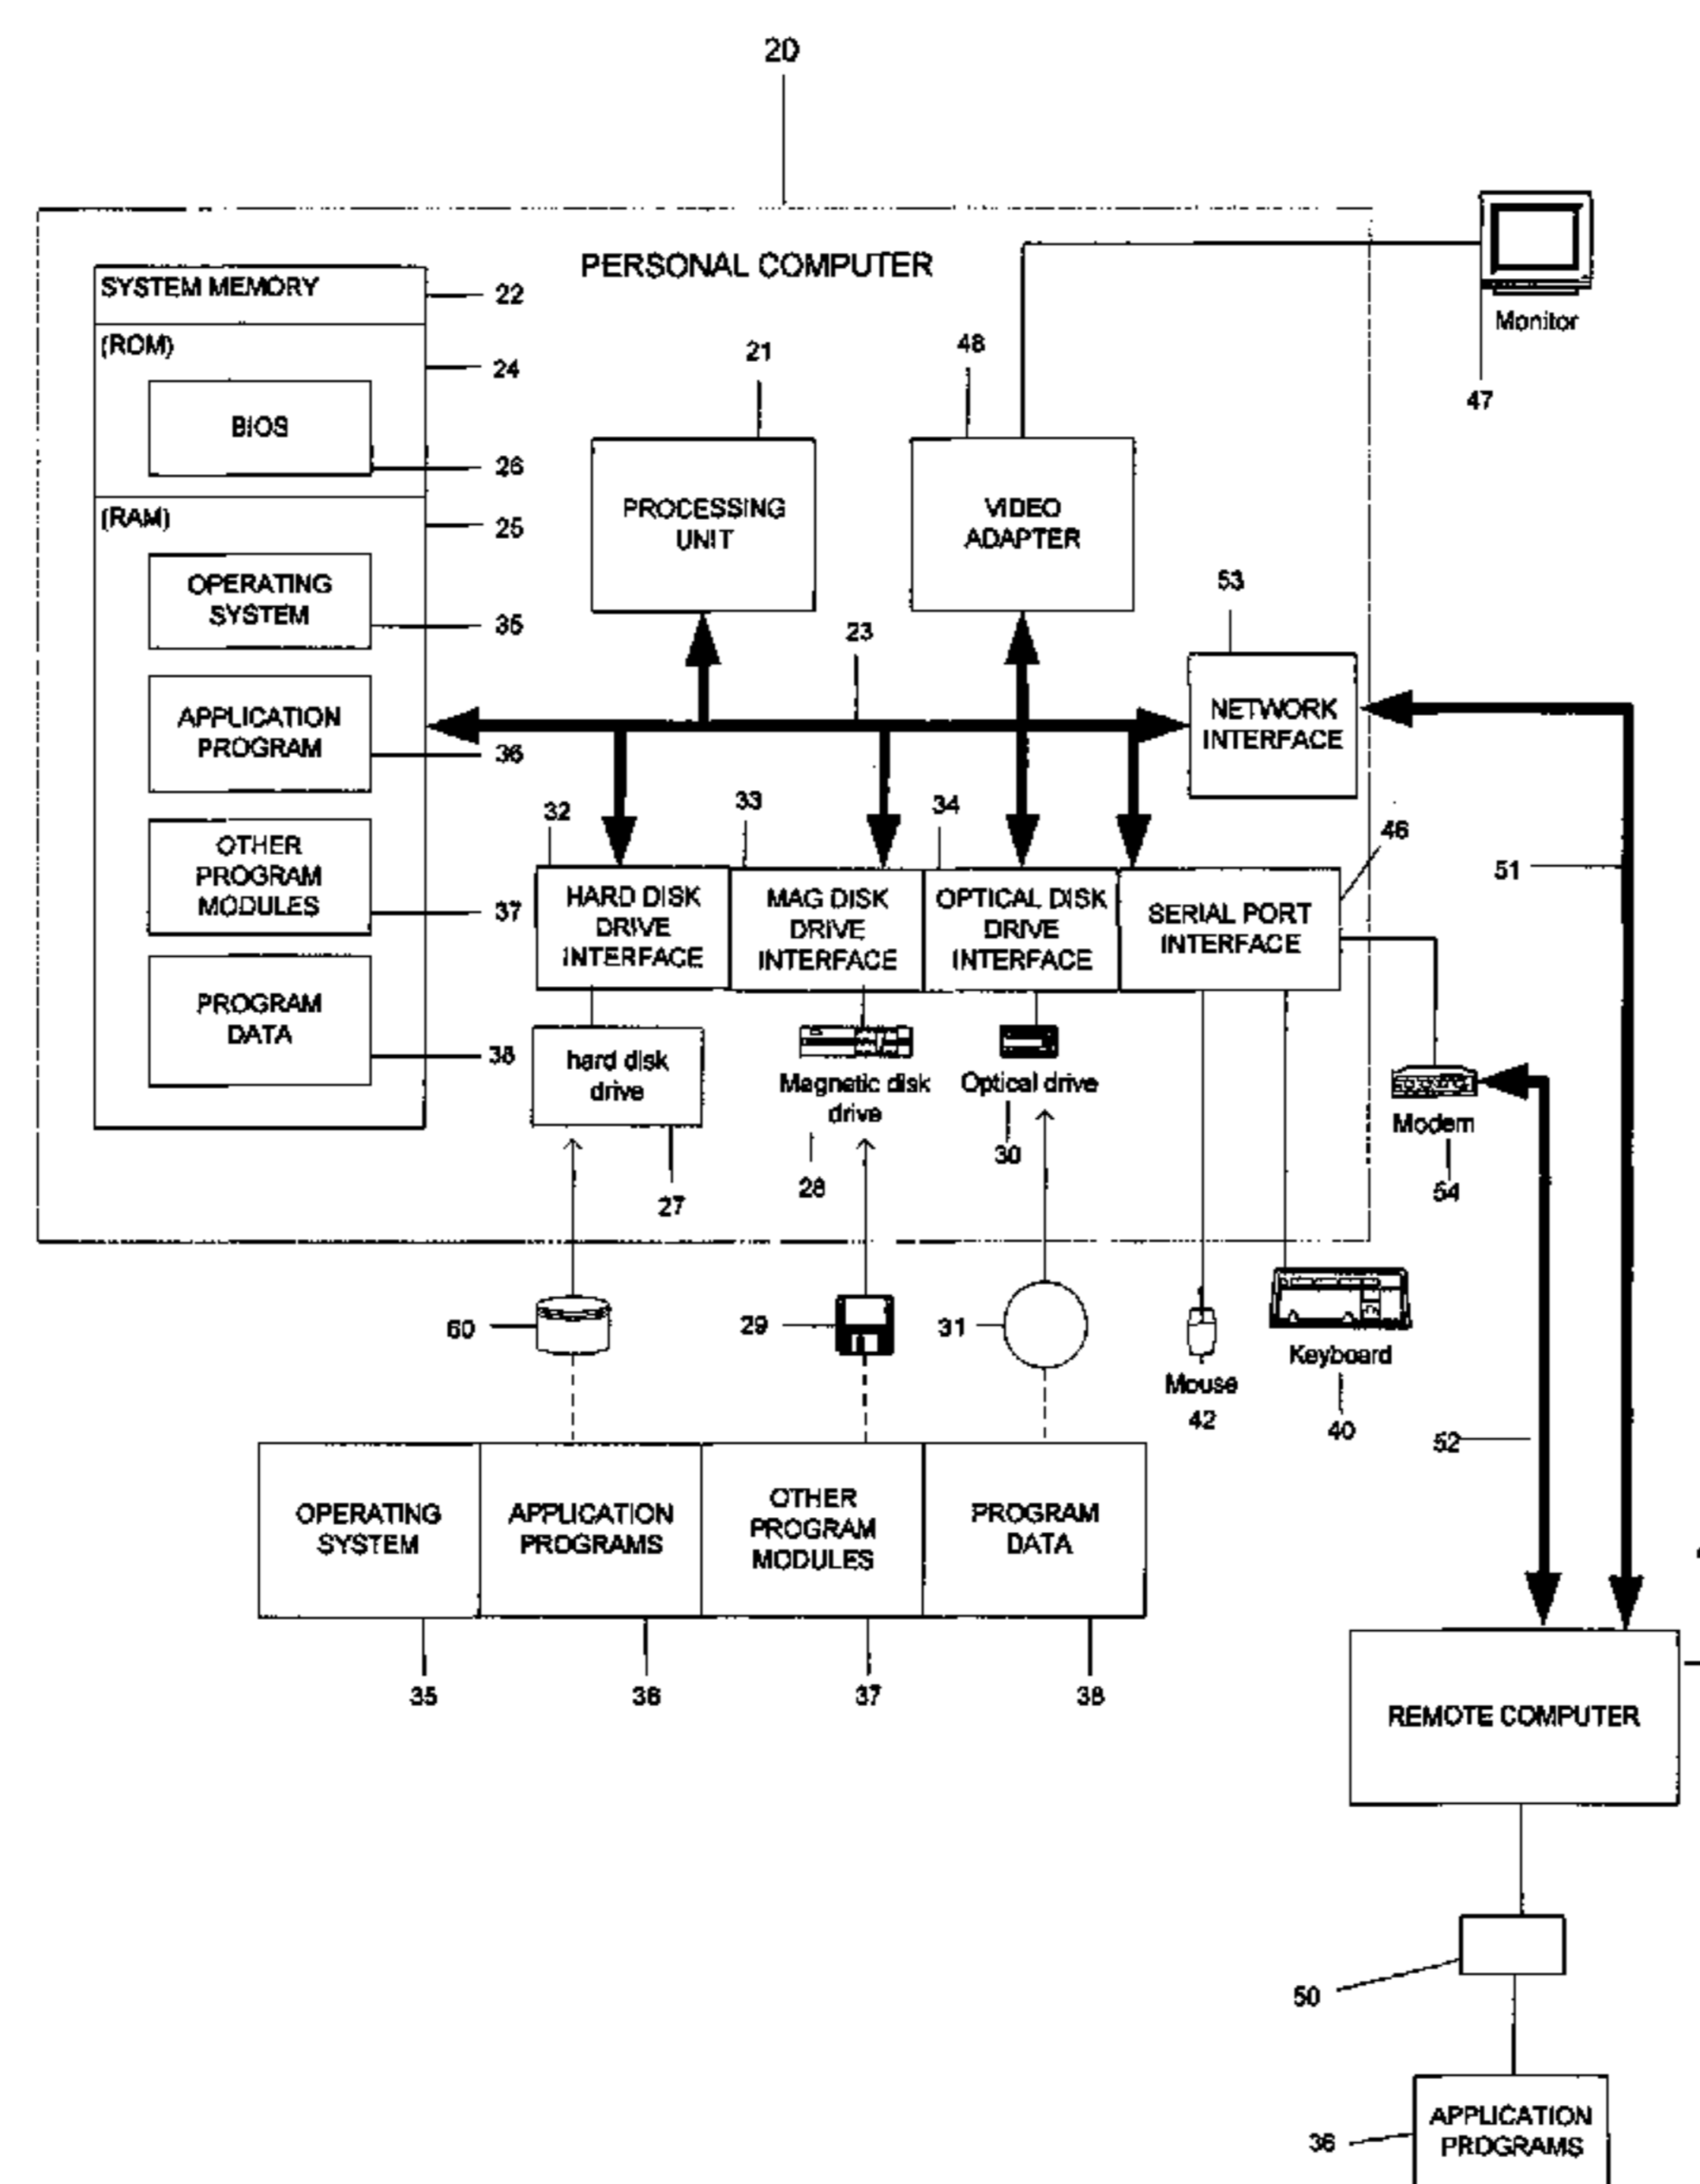 20
PERSONAL COMPUTER
SYSTEM MEMORY
22
(ROM)
24
BIOS
26
(RAM)
25
OPERATING
SYSTEM
35
APPLICATION
PROGRAM
36
OTHER
PROGRAM
MODULES
37
PROGRAM
DATA
38
21
PROCESSING
UNIT
48
VIDEO
ADAPTER
Monitor
47
23
53
NETWORK
INTERFACE
32
HARD DISK
DRIVE
INTERFACE
33
MAG DISK
DRIVE
INTERFACE
34
OPTICAL DISK
DRIVE
INTERFACE
46
SERIAL PORT
INTERFACE
51
hard disk
drive
27
Magnetic disk
drive
28
Optical drive
30
Modem
54
60
29
31
Mouse
42
Keyboard
40
52
OPERATING
SYSTEM
APPLICATION
PROGRAMS
OTHER
PROGRAM
MODULES
PROGRAM
DATA
35
36
37
38
REMOTE COMPUTER
50
APPLICATION
PROGRAMS
36